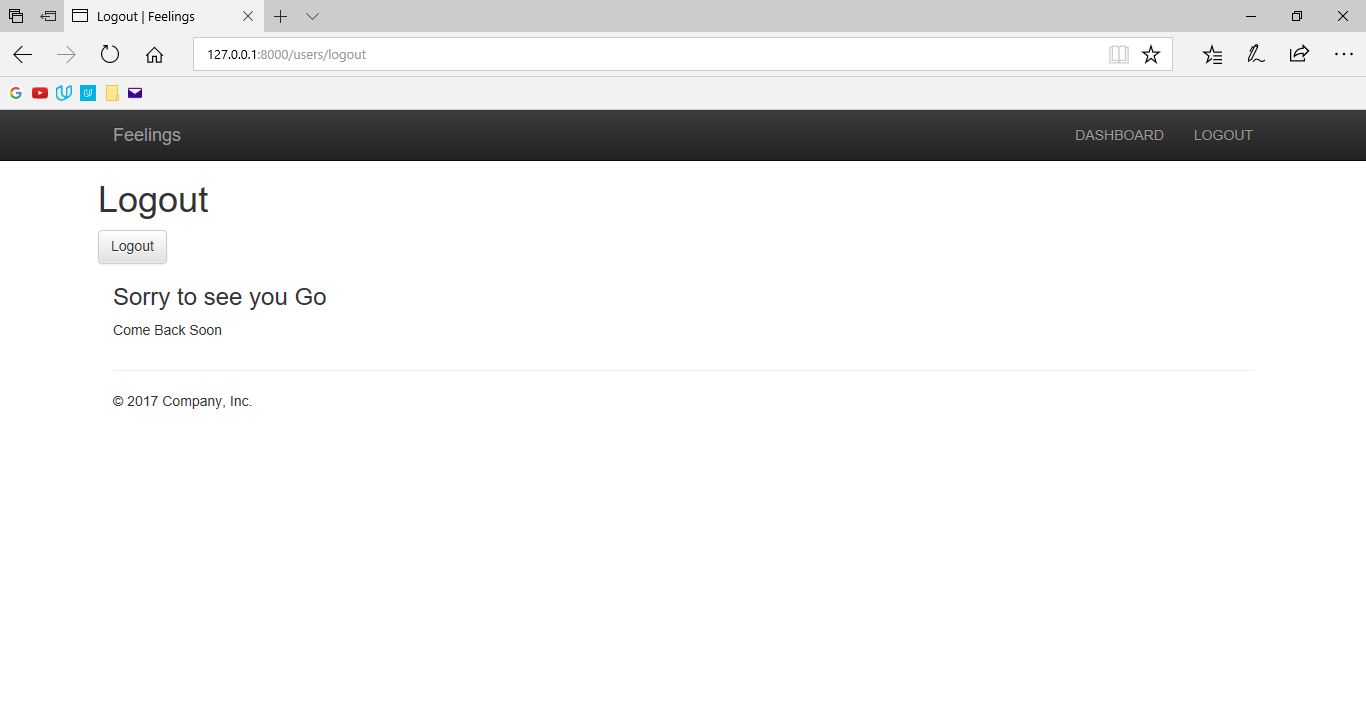 Logout | Feelings
127.0.0.1:8000/users/logout
Feelings DASHBOARD LOGOUT
Logout
Logout
Sorry to see you Go
Come Back Soon
© 2017 Company, Inc.